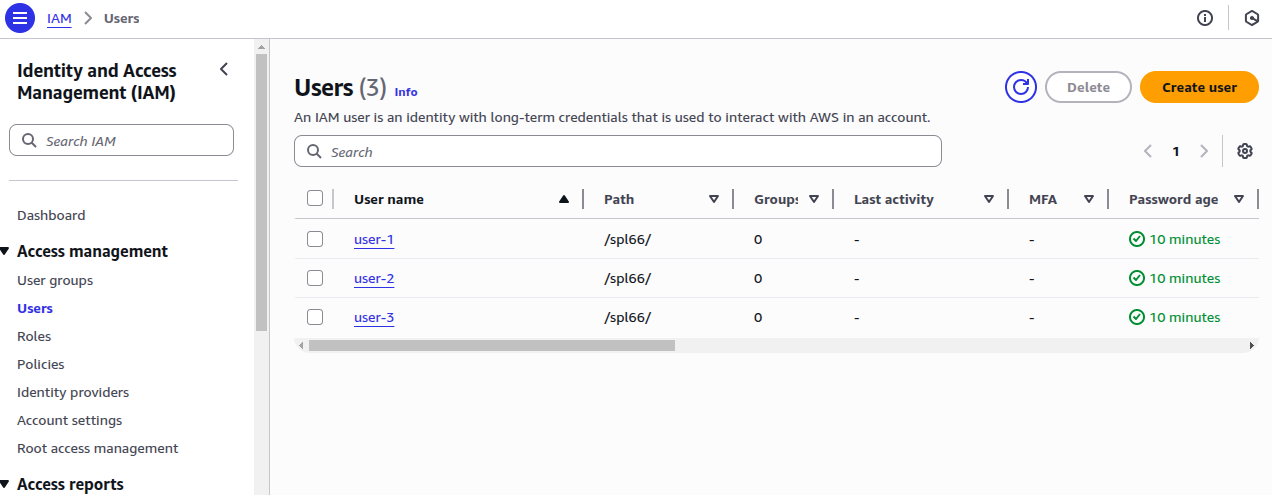 IAM > Users
Identity and Access
Management (IAM)
Search IAM
Dashboard
Access management
User groups
Users
Roles
Policies
Identity providers
Account settings
Root access management
Access reports
Users (3) Info
Delete
Create user
An IAM user is an identity with long-term credentials that is used to interact with AWS in an account.
Search
1
User name Path Groups Last activity MFA Password age
user-1 /spl66/ 0 - - 10 minutes
user-2 /spl66/ 0 - - 10 minutes
user-3 /spl66/ 0 - - 10 minutes